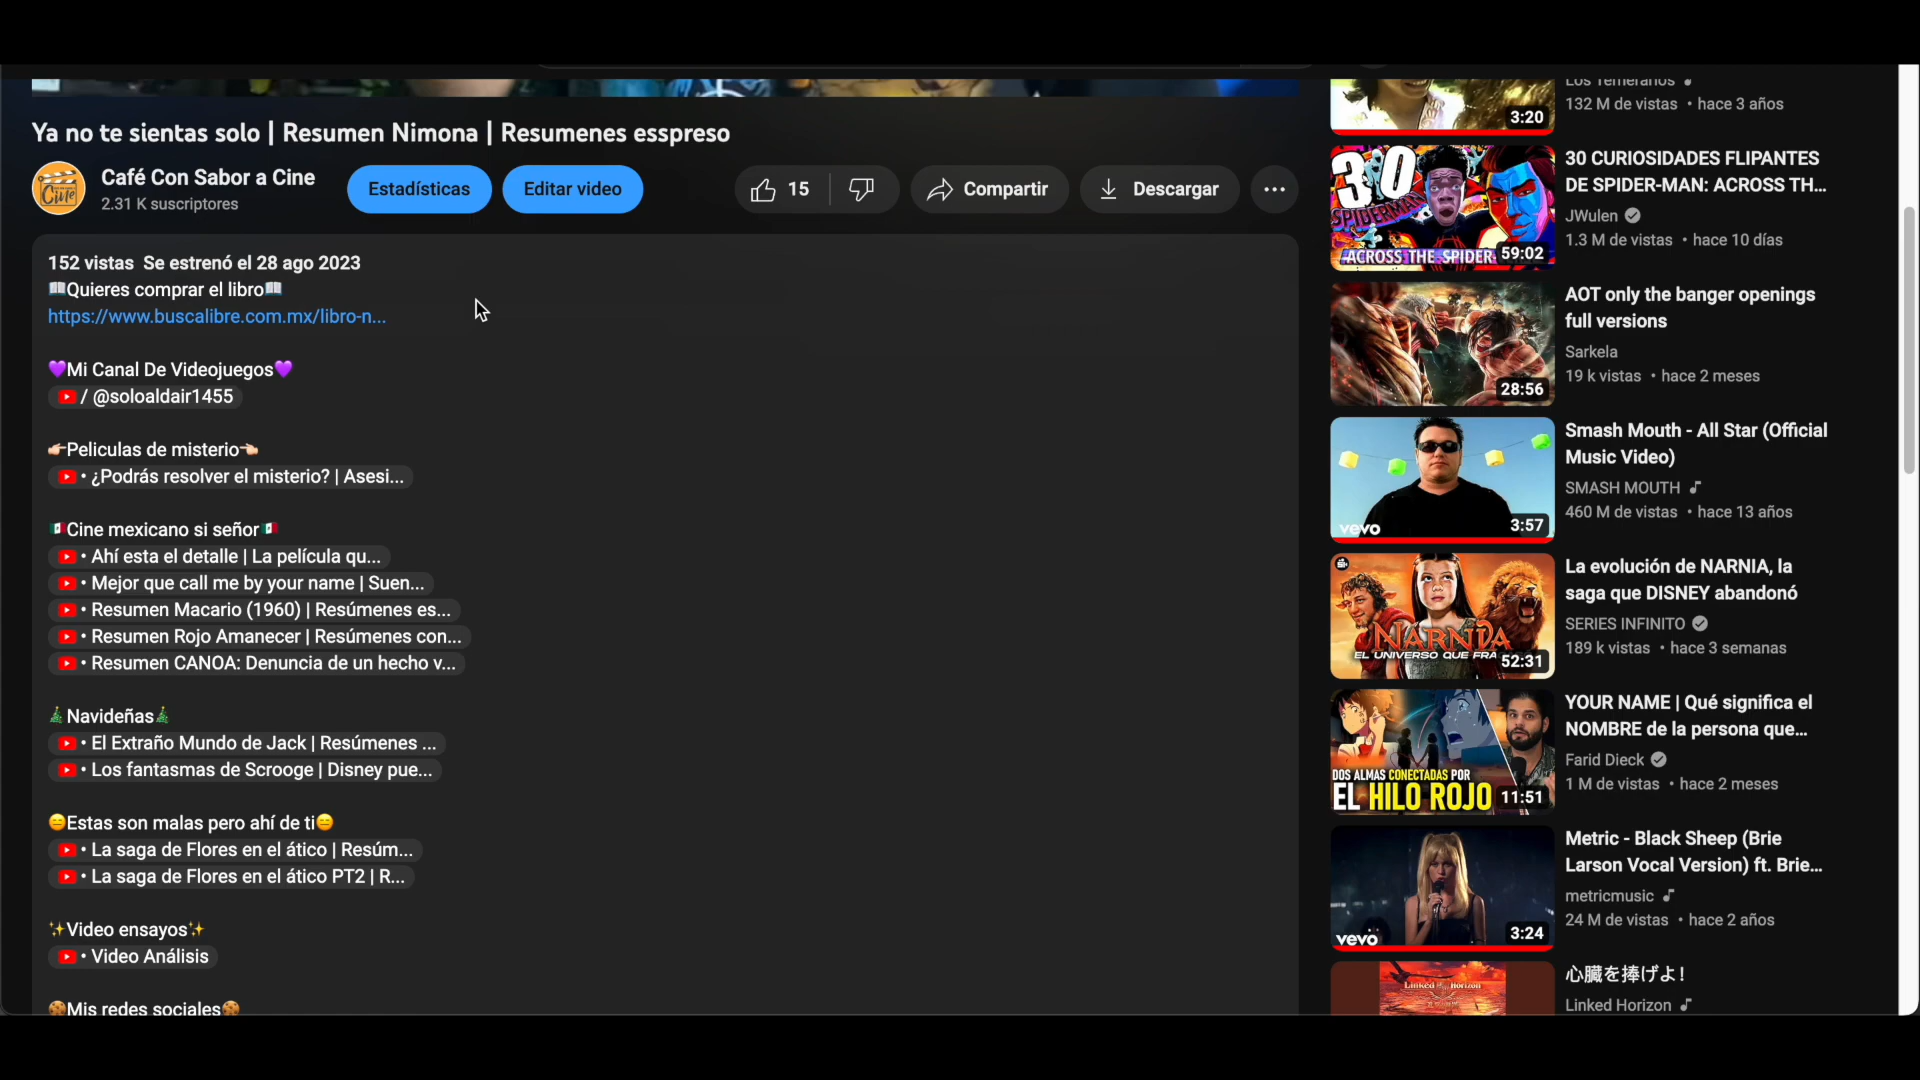 Ya no te sientas solo | Resumen Nimona | Resumenes esspreso
Café Con Sabor a Cine
2.31 K suscriptores
Estadísticas
Editar video
15
Compartir
Descargar
152 vistas Se estrenó el 28 ago 2023
📖Quieres comprar el libro📖
https://www.buscalibre.com.mx/libro-n...
💜Mi Canal De Videojuegos💜
/ @soloaldair1455
👉🏻Peliculas de misterio👈🏻
• ¿Podrás resolver el misterio? | Asesi...
🇲🇽Cine mexicano si señor🇲🇽
• Ahí esta el detalle | La película qu...
• Mejor que call me by your name | Suen...
• Resumen Macario (1960) | Resúmenes es...
• Resumen Rojo Amanecer | Resúmenes con...
• Resumen CANOA: Denuncia de un hecho v...
🎄Navideñas🎄
• El Extraño Mundo de Jack | Resúmenes ...
• Los fantasmas de Scrooge | Disney pue...
😑Estas son malas pero ahí de ti😑
• La saga de Flores en el ático | Resúm...
• La saga de Flores en el ático PT2 | R...
✨Video ensayos✨
• Video Análisis
🍪Mis redes sociales🍪
3:20
Los Temerarios
132 M de vistas • hace 3 años
30
SPIDERMAN
ACROSS THE SPIDER-
59:02
30 CURIOSIDADES FLIPANTES
DE SPIDER-MAN: ACROSS TH...
JWulen
1.3 M de vistas • hace 10 días
28:56
AOT only the banger openings
full versions
Sarkela
19 k vistas • hace 2 meses
vevo
3:57
Smash Mouth - All Star (Official
Music Video)
SMASH MOUTH
460 M de vistas • hace 13 años
NARNIA
EL UNIVERSO QUE FRA
52:31
La evolución de NARNIA, la
saga que DISNEY abandonó
SERIES INFINITO
189 k vistas • hace 3 semanas
DOS ALMAS CONECTADAS POR
EL HILO ROJO
11:51
YOUR NAME | Qué significa el
NOMBRE de la persona que...
Farid Dieck
1 M de vistas • hace 2 meses
vevo
3:24
Metric - Black Sheep (Brie
Larson Vocal Version) ft. Brie...
metricmusic
24 M de vistas • hace 2 años
Linked Horizon
心臓を捧げよ!
Linked Horizon